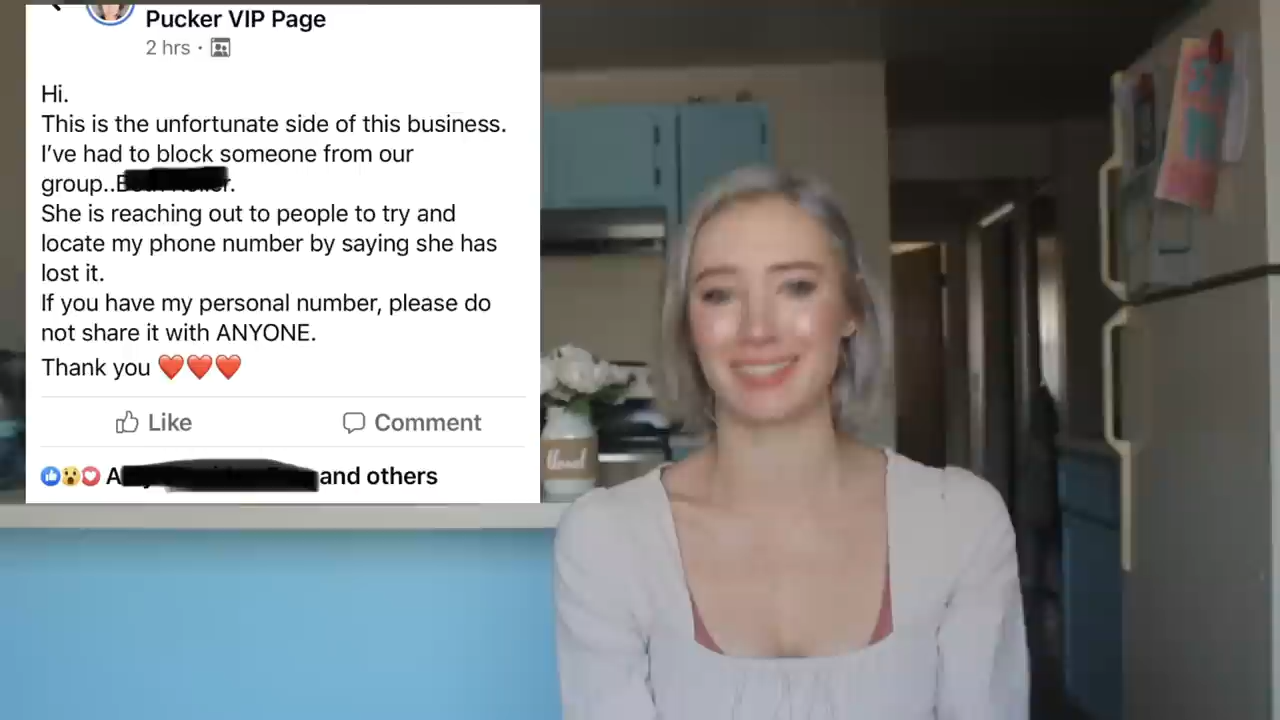 Pucker VIP Page
2 hrs ·
Hi.
This is the unfortunate side of this business.
I’ve had to block someone from our
group..
She is reaching out to people to try and
locate my phone number by saying she has
lost it.
If you have my personal number, please do
not share it with ANYONE.
Thank you ❤️❤️❤️
Like
Comment
and others